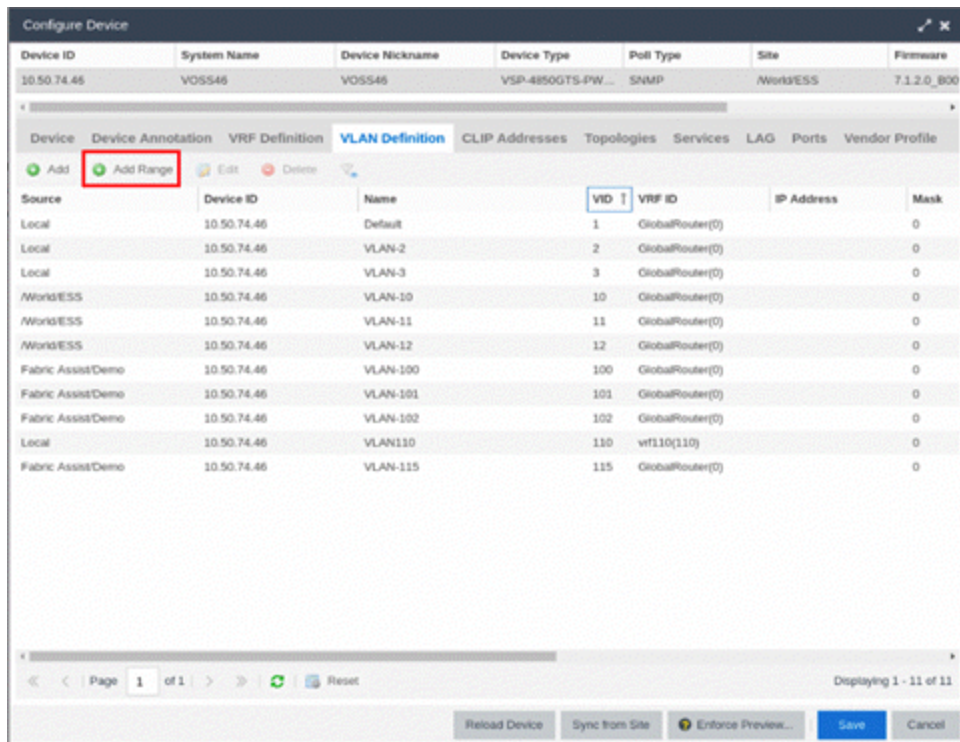 Configure Device
Device ID System Name Device Nickname Device Type Poll Type Site Firmware
10.50.74.46 VOSS46 VOSS46 VSP-4850GTS-PW... SNMP /World/ESS 7.1.2.0_B00
Device Device Annotation VRF Definition VLAN Definition CLIP Addresses Topologies Services LAG Ports Vendor Profile
Add Add Range Edit Delete
Source Device ID Name VID VRF ID IP Address Mask
Local 10.50.74.46 Default 1 GlobalRouter(0) 0
Local 10.50.74.46 VLAN-2 2 GlobalRouter(0) 0
Local 10.50.74.46 VLAN-3 3 GlobalRouter(0) 0
/World/ESS 10.50.74.46 VLAN-10 10 GlobalRouter(0) 0
/World/ESS 10.50.74.46 VLAN-11 11 GlobalRouter(0) 0
/World/ESS 10.50.74.46 VLAN-12 12 GlobalRouter(0) 0
Fabric Assist/Demo 10.50.74.46 VLAN-100 100 GlobalRouter(0) 0
Fabric Assist/Demo 10.50.74.46 VLAN-101 101 GlobalRouter(0) 0
Fabric Assist/Demo 10.50.74.46 VLAN-102 102 GlobalRouter(0) 0
Local 10.50.74.46 VLAN110 110 vrf110(110) 0
Fabric Assist/Demo 10.50.74.46 VLAN-115 115 GlobalRouter(0) 0
Page 1 of 1 Reset Displaying 1 - 11 of 11
Reload Device Sync from Site Enforce Preview... Save Cancel